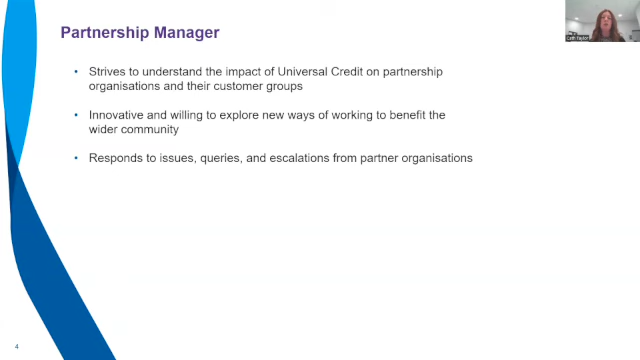 Partnership Manager
• Strives to understand the impact of Universal Credit on partnership
organisations and their customer groups
• Innovative and willing to explore new ways of working to benefit the
wider community
• Responds to issues, queries, and escalations from partner organisations
4
Cath Taylor